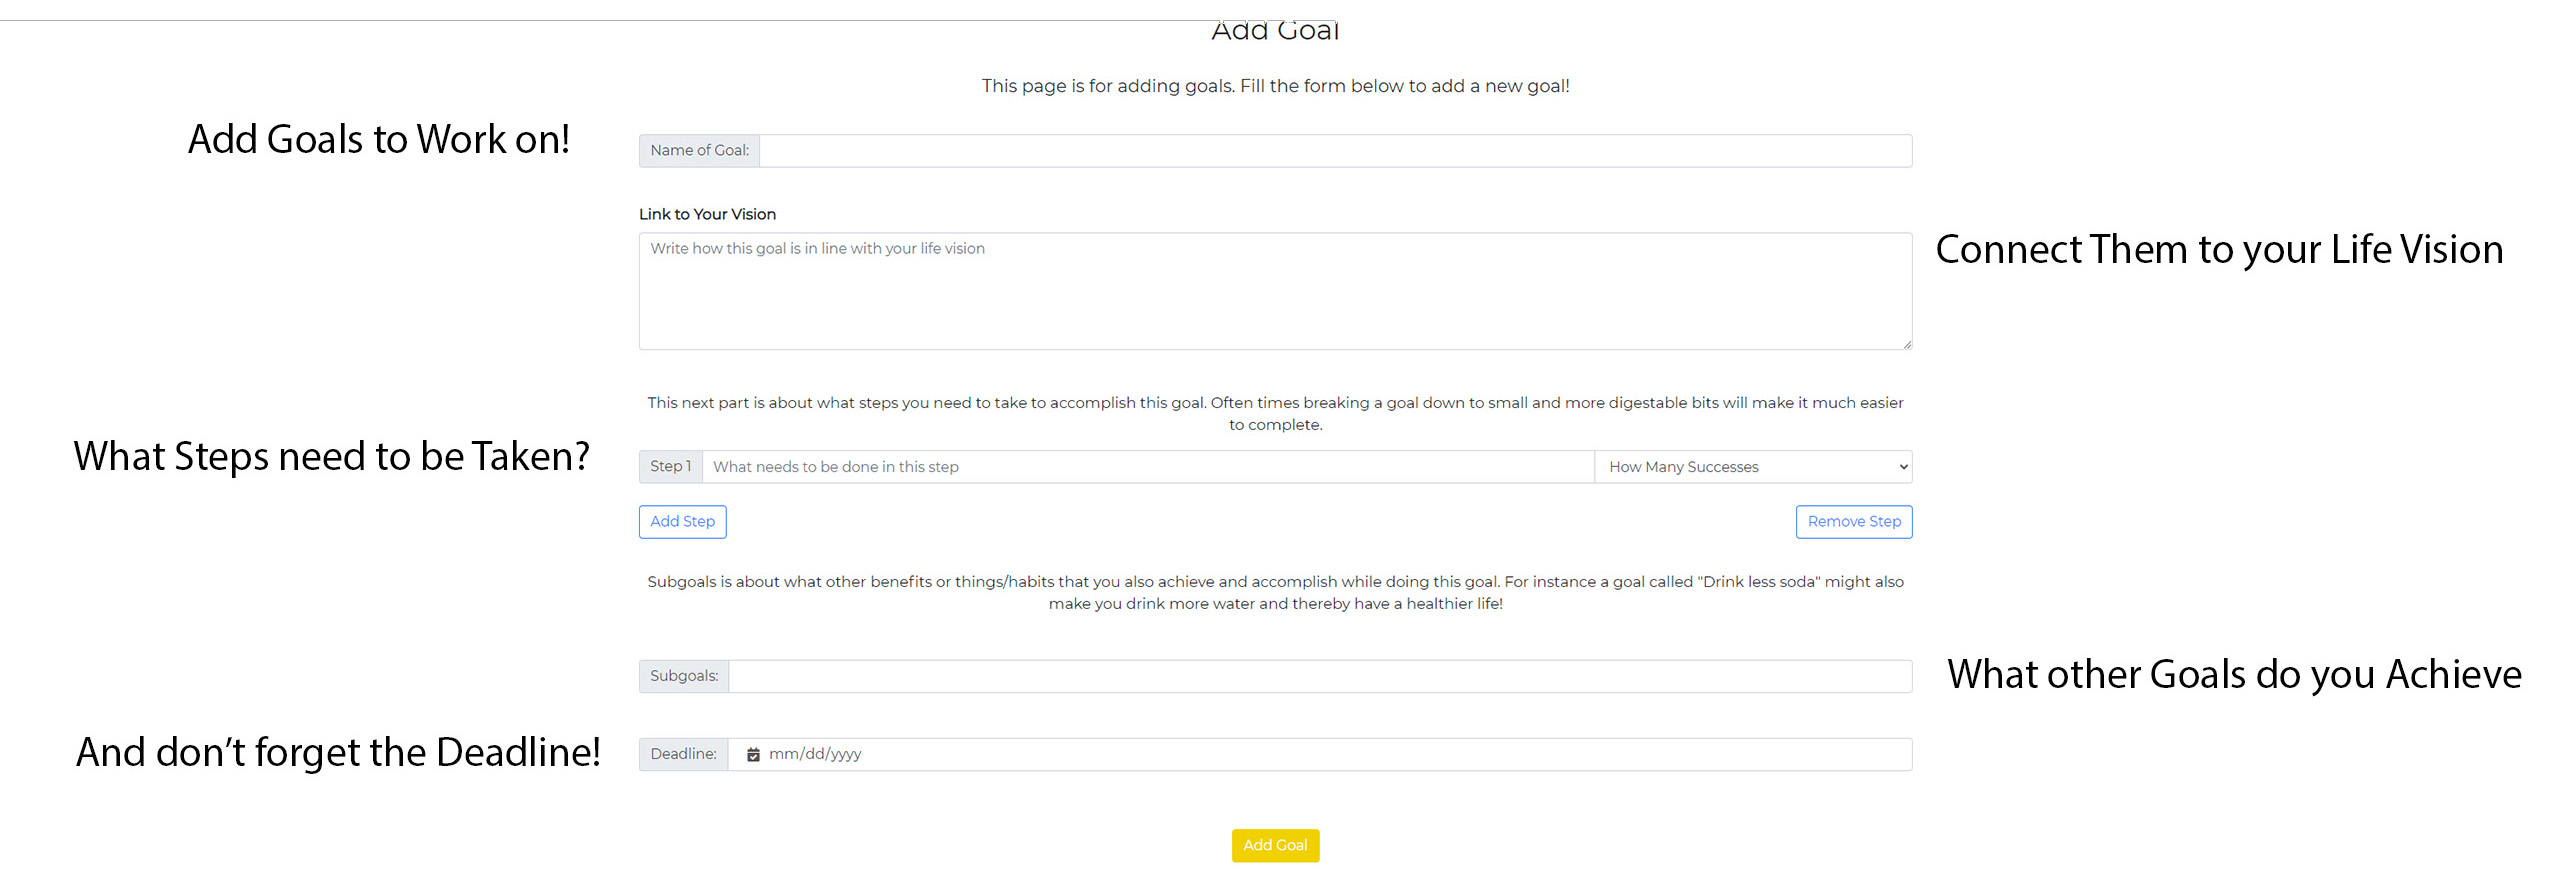 Add Goal
This page is for adding goals. Fill the form below to add a new goal!
Add Goals to Work on!
Name of Goal:
Link to Your Vision
Write how this goal is in line with your life vision
Connect Them to your Life Vision
This next part is about what steps you need to take to accomplish this goal. Often times breaking a goal down to small and more digestable bits will make it much easier
to complete.
What Steps need to be Taken?
Step 1 What needs to be done in this step How Many Successes
Add Step Remove Step
Subgoals is about what other benefits or things/habits that you also achieve and accomplish while doing this goal. For instance a goal called "Drink less soda" might also
make you drink more water and thereby have a healthier life!
Subgoals:
What other Goals do you Achieve
And don’t forget the Deadline!
Deadline: mm/dd/yyyy
Add Goal